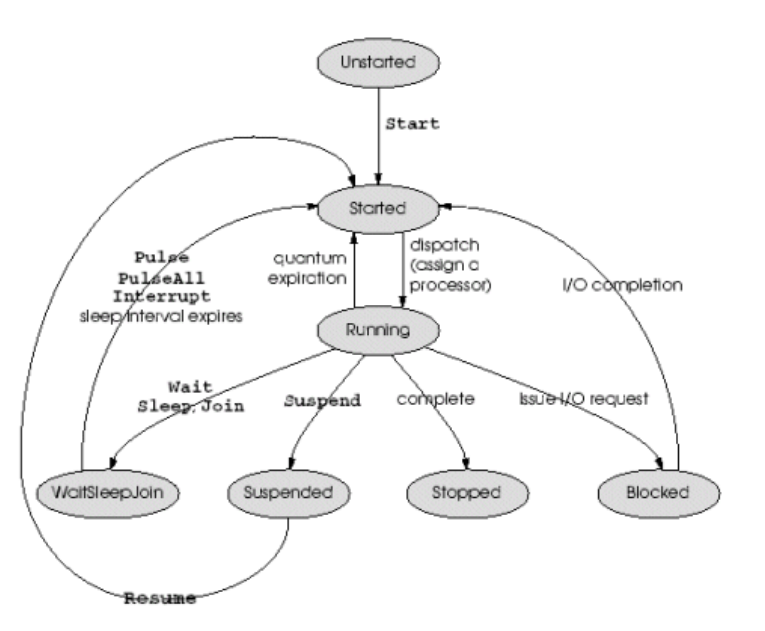 Unstarted
Start
Started
quantum
expiration
dispatch
(assign a
processor)
Pulse
PulseAll
Interrupt
sleep interval expires
I/O completion
Running
Wait
Sleep, Join
Suspend
complete
Issue I/O request
WaitSleepJoin
Suspended
Stopped
Blocked
Resume